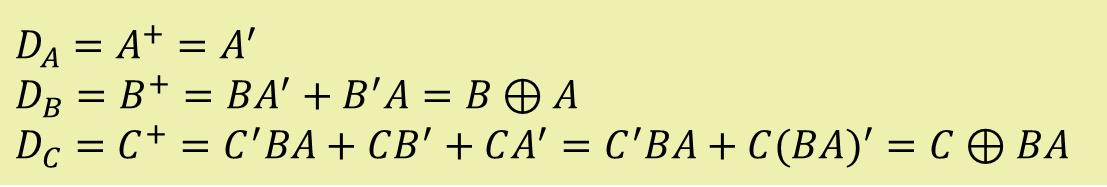 D_A = A⁺ = A′
D_B = B⁺ = BA′ + B′A = B ⊕ A
D_C = C⁺ = C′BA + CB′ + CA′ = C′BA + C(BA)′ = C ⊕ BA